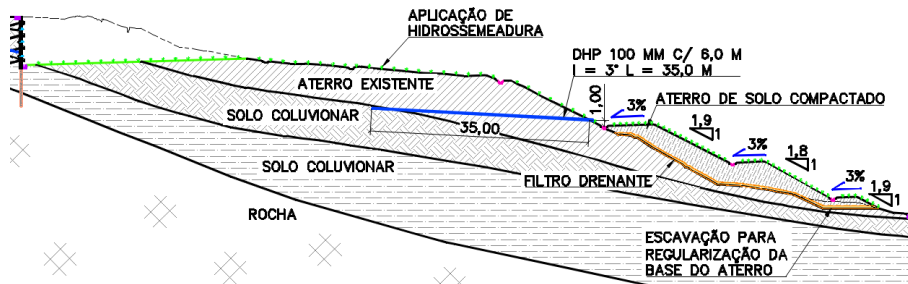 APLICAÇÃO DE
HIDROSSEMEADURA
DHP 100 MM C/ 6,0 M
I = 3° L = 35,0 M
ATERRO EXISTENTE
1,00
3%
ATERRO DE SOLO COMPACTADO
SOLO COLUVIONAR
35,00
1,9
1
3%
1,8
1
SOLO COLUVIONAR
FILTRO DRENANTE
3%
1,9
1
ROCHA
ESCAVAÇÃO PARA
REGULARIZAÇÃO DA
BASE DO ATERRO